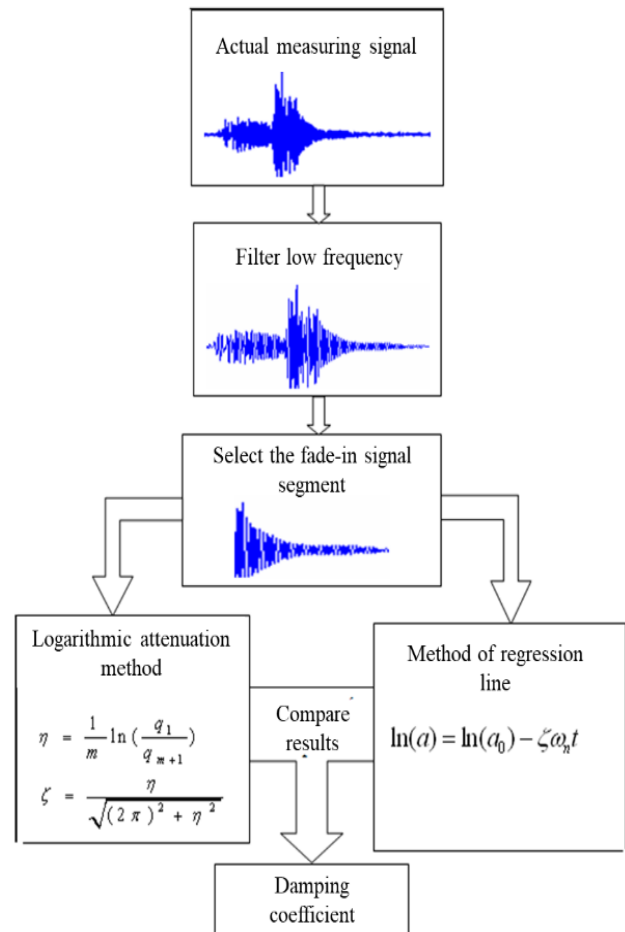 Actual measuring signal
Filter low frequency
Select the fade-in signal
segment
Logarithmic attenuation
method
η = 1/m ln(q₁/qₘ₊₁)
ζ = η/√((2π)² + η²)
Compare
results
Method of regression
line
ln(a) = ln(a₀) − ζωₙt
Damping
coefficient